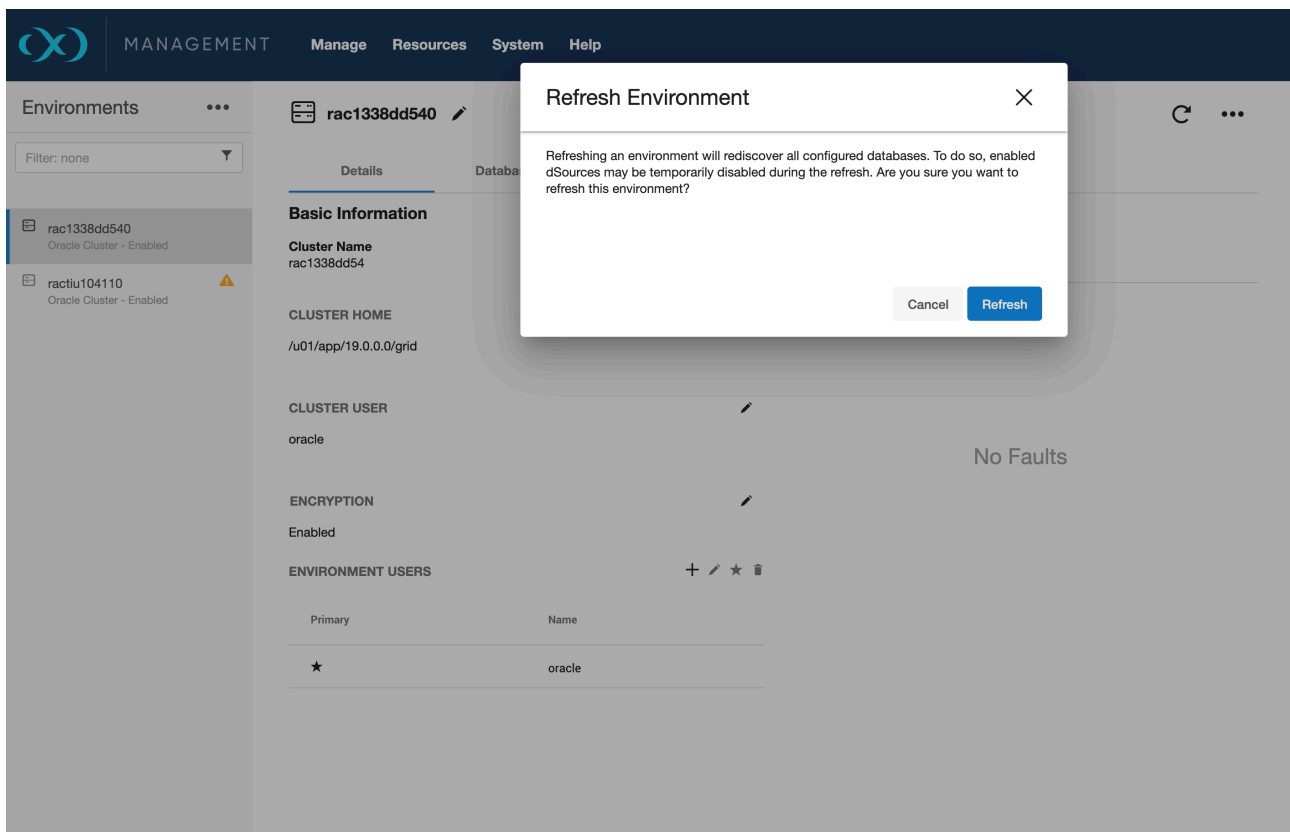 MANAGEMENT Manage Resources System Help
Environments
Filter: none
rac1338dd540
Oracle Cluster - Enabled
ractiu104110
Oracle Cluster - Enabled
rac1338dd540
Details
Basic Information
Cluster Name
rac1338dd54
CLUSTER HOME
/u01/app/19.0.0.0/grid
CLUSTER USER
oracle
ENCRYPTION
Enabled
ENVIRONMENT USERS
Primary Name
oracle
No Faults
Refresh Environment
Refreshing an environment will rediscover all configured databases. To do so, enabled
dSources may be temporarily disabled during the refresh. Are you sure you want to
refresh this environment?
Cancel Refresh